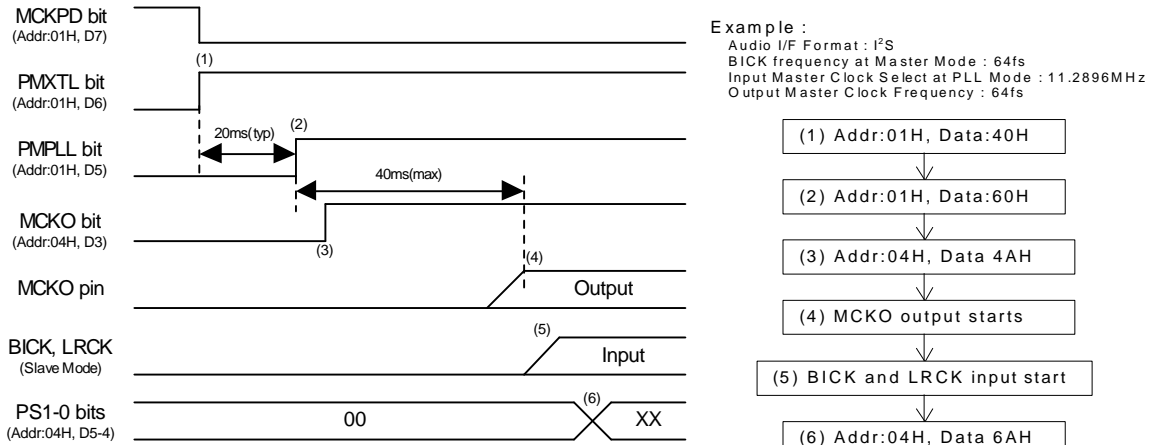 MCKPD bit
(Addr:01H, D7)
(1)
PMXTL bit
(Addr:01H, D6)
20ms(typ)
(2)
PMPLL bit
(Addr:01H, D5)
40ms(max)
MCKO bit
(Addr:04H, D3)
(3)
(4)
MCKO pin
Output
(5)
BICK, LRCK
(Slave Mode)
Input
(6)
PS1-0 bits
(Addr:04H, D5-4)
00
XX
Example :
Audio I/F Format : I²S
BICK frequency at Master Mode : 64fs
Input Master Clock Select at PLL Mode : 11.2896MHz
Output Master Clock Frequency : 64fs
(1) Addr:01H, Data:40H
(2) Addr:01H, Data:60H
(3) Addr:04H, Data 4AH
(4) MCKO output starts
(5) BICK and LRCK input start
(6) Addr:04H, Data 6AH